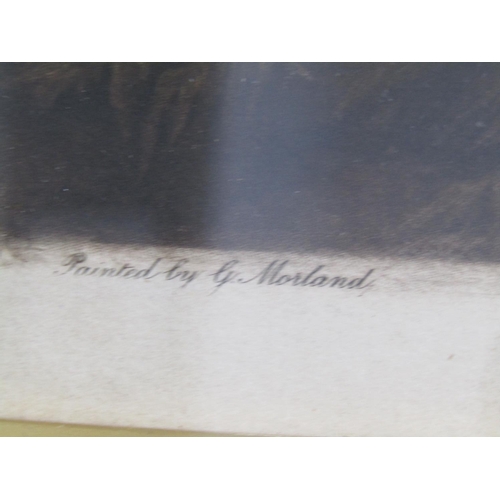 Painted by G. Morland,